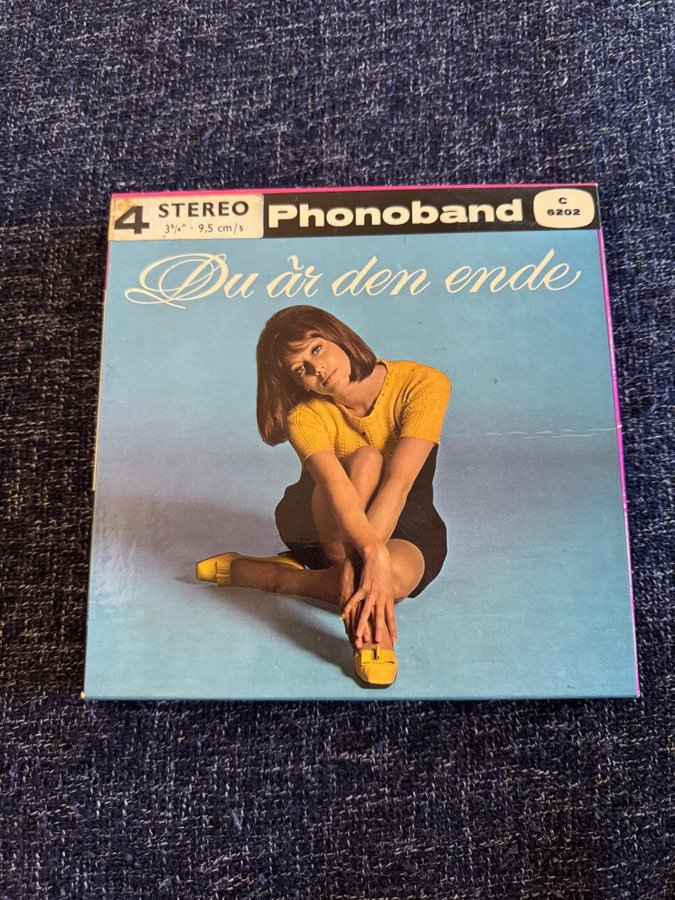 4 STEREO
3³/₄" · 9,5 cm/s
Phonoband
C
6202
Du är den ende